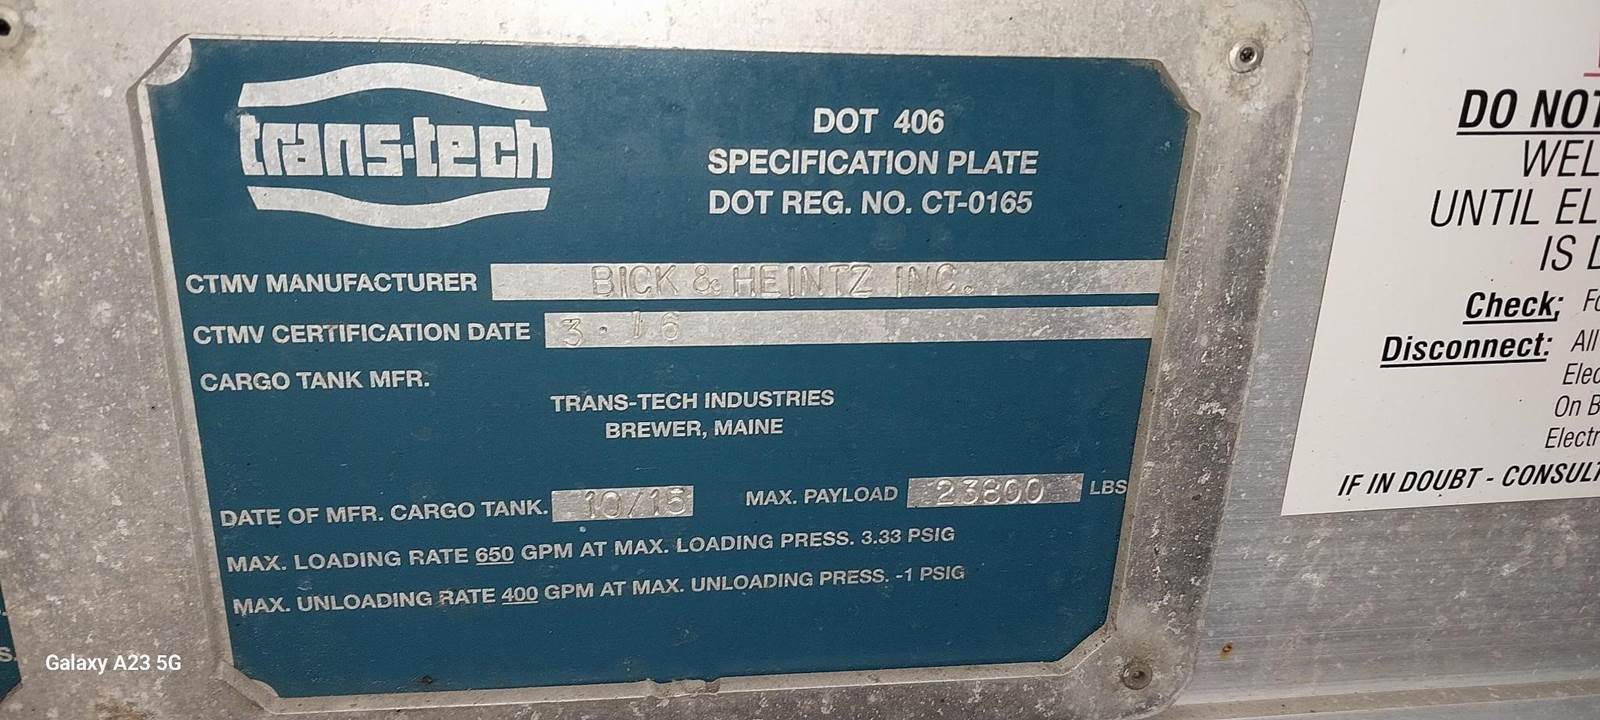 trans-tech
DOT 406
SPECIFICATION PLATE
DOT REG. NO. CT-0165
CTMV MANUFACTURER BICK & HEINTZ INC.
CTMV CERTIFICATION DATE 3·16
CARGO TANK MFR.
TRANS-TECH INDUSTRIES
BREWER, MAINE
DATE OF MFR. CARGO TANK. 10/15 MAX. PAYLOAD 23800 LBS
MAX. LOADING RATE 650 GPM AT MAX. LOADING PRESS. 3.33 PSIG
MAX. UNLOADING RATE 400 GPM AT MAX. UNLOADING PRESS. -1 PSIG
DO NOT
WEL
UNTIL EL
IS D
Check; Fo
Disconnect: All
Elec
On B
Electr
IF IN DOUBT - CONSULT
S.
Galaxy A23 5G